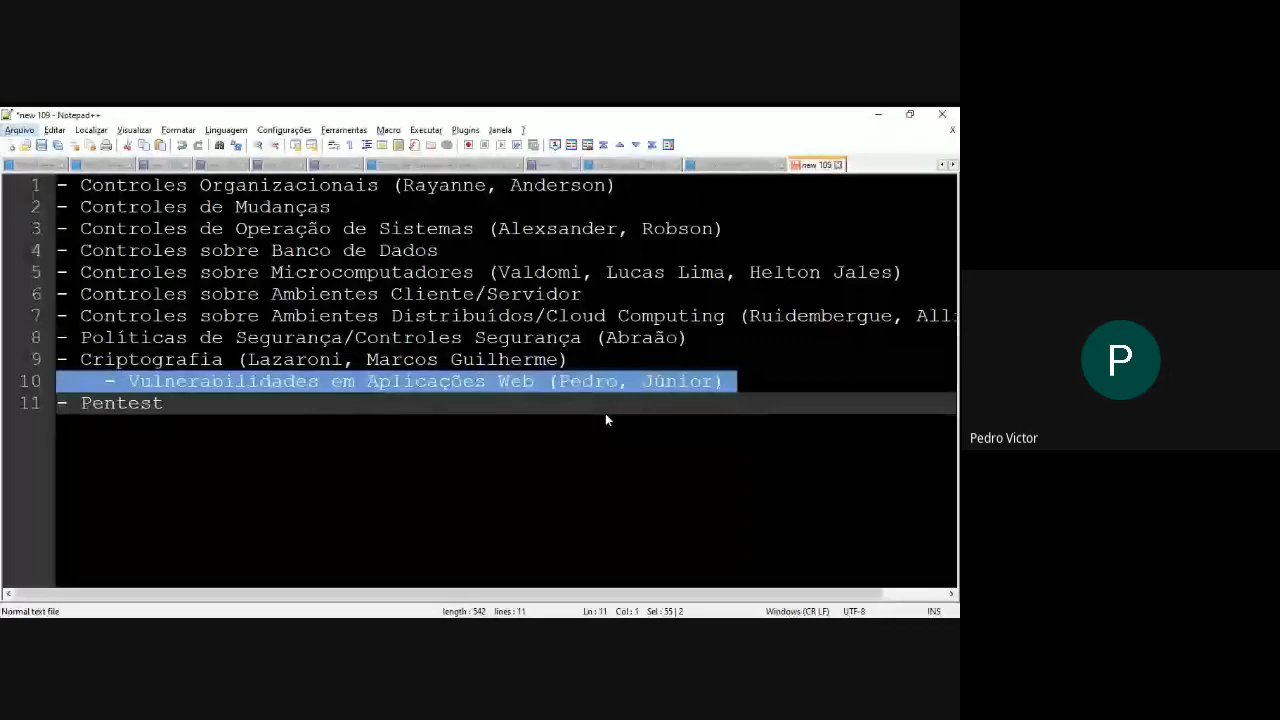 *new 109 - Notepad++
Arquivo Editar Localizar Visualizar Formatar Linguagem Configurações Ferramentas Macro Executar Plugins Janela ? X
new 105
1 - Controles Organizacionais (Rayanne, Anderson)
2 - Controles de Mudanças
3 - Controles de Operação de Sistemas (Alexsander, Robson)
4 - Controles sobre Banco de Dados
5 - Controles sobre Microcomputadores (Valdomi, Lucas Lima, Helton Jales)
6 - Controles sobre Ambientes Cliente/Servidor
7 - Controles sobre Ambientes Distribuídos/Cloud Computing (Ruidembergue, All
8 - Políticas de Segurança/Controles Segurança (Abraão)
9 - Criptografia (Lazaroni, Marcos Guilherme)
10 - Vulnerabilidades em Aplicações Web (Pedro, Júnior)
11 - Pentest
P
Pedro Victor
Normal text file length : 542 lines : 11 Ln : 11 Col : 1 Sel : 55 | 2 Windows (CR LF) UTF-8 INS